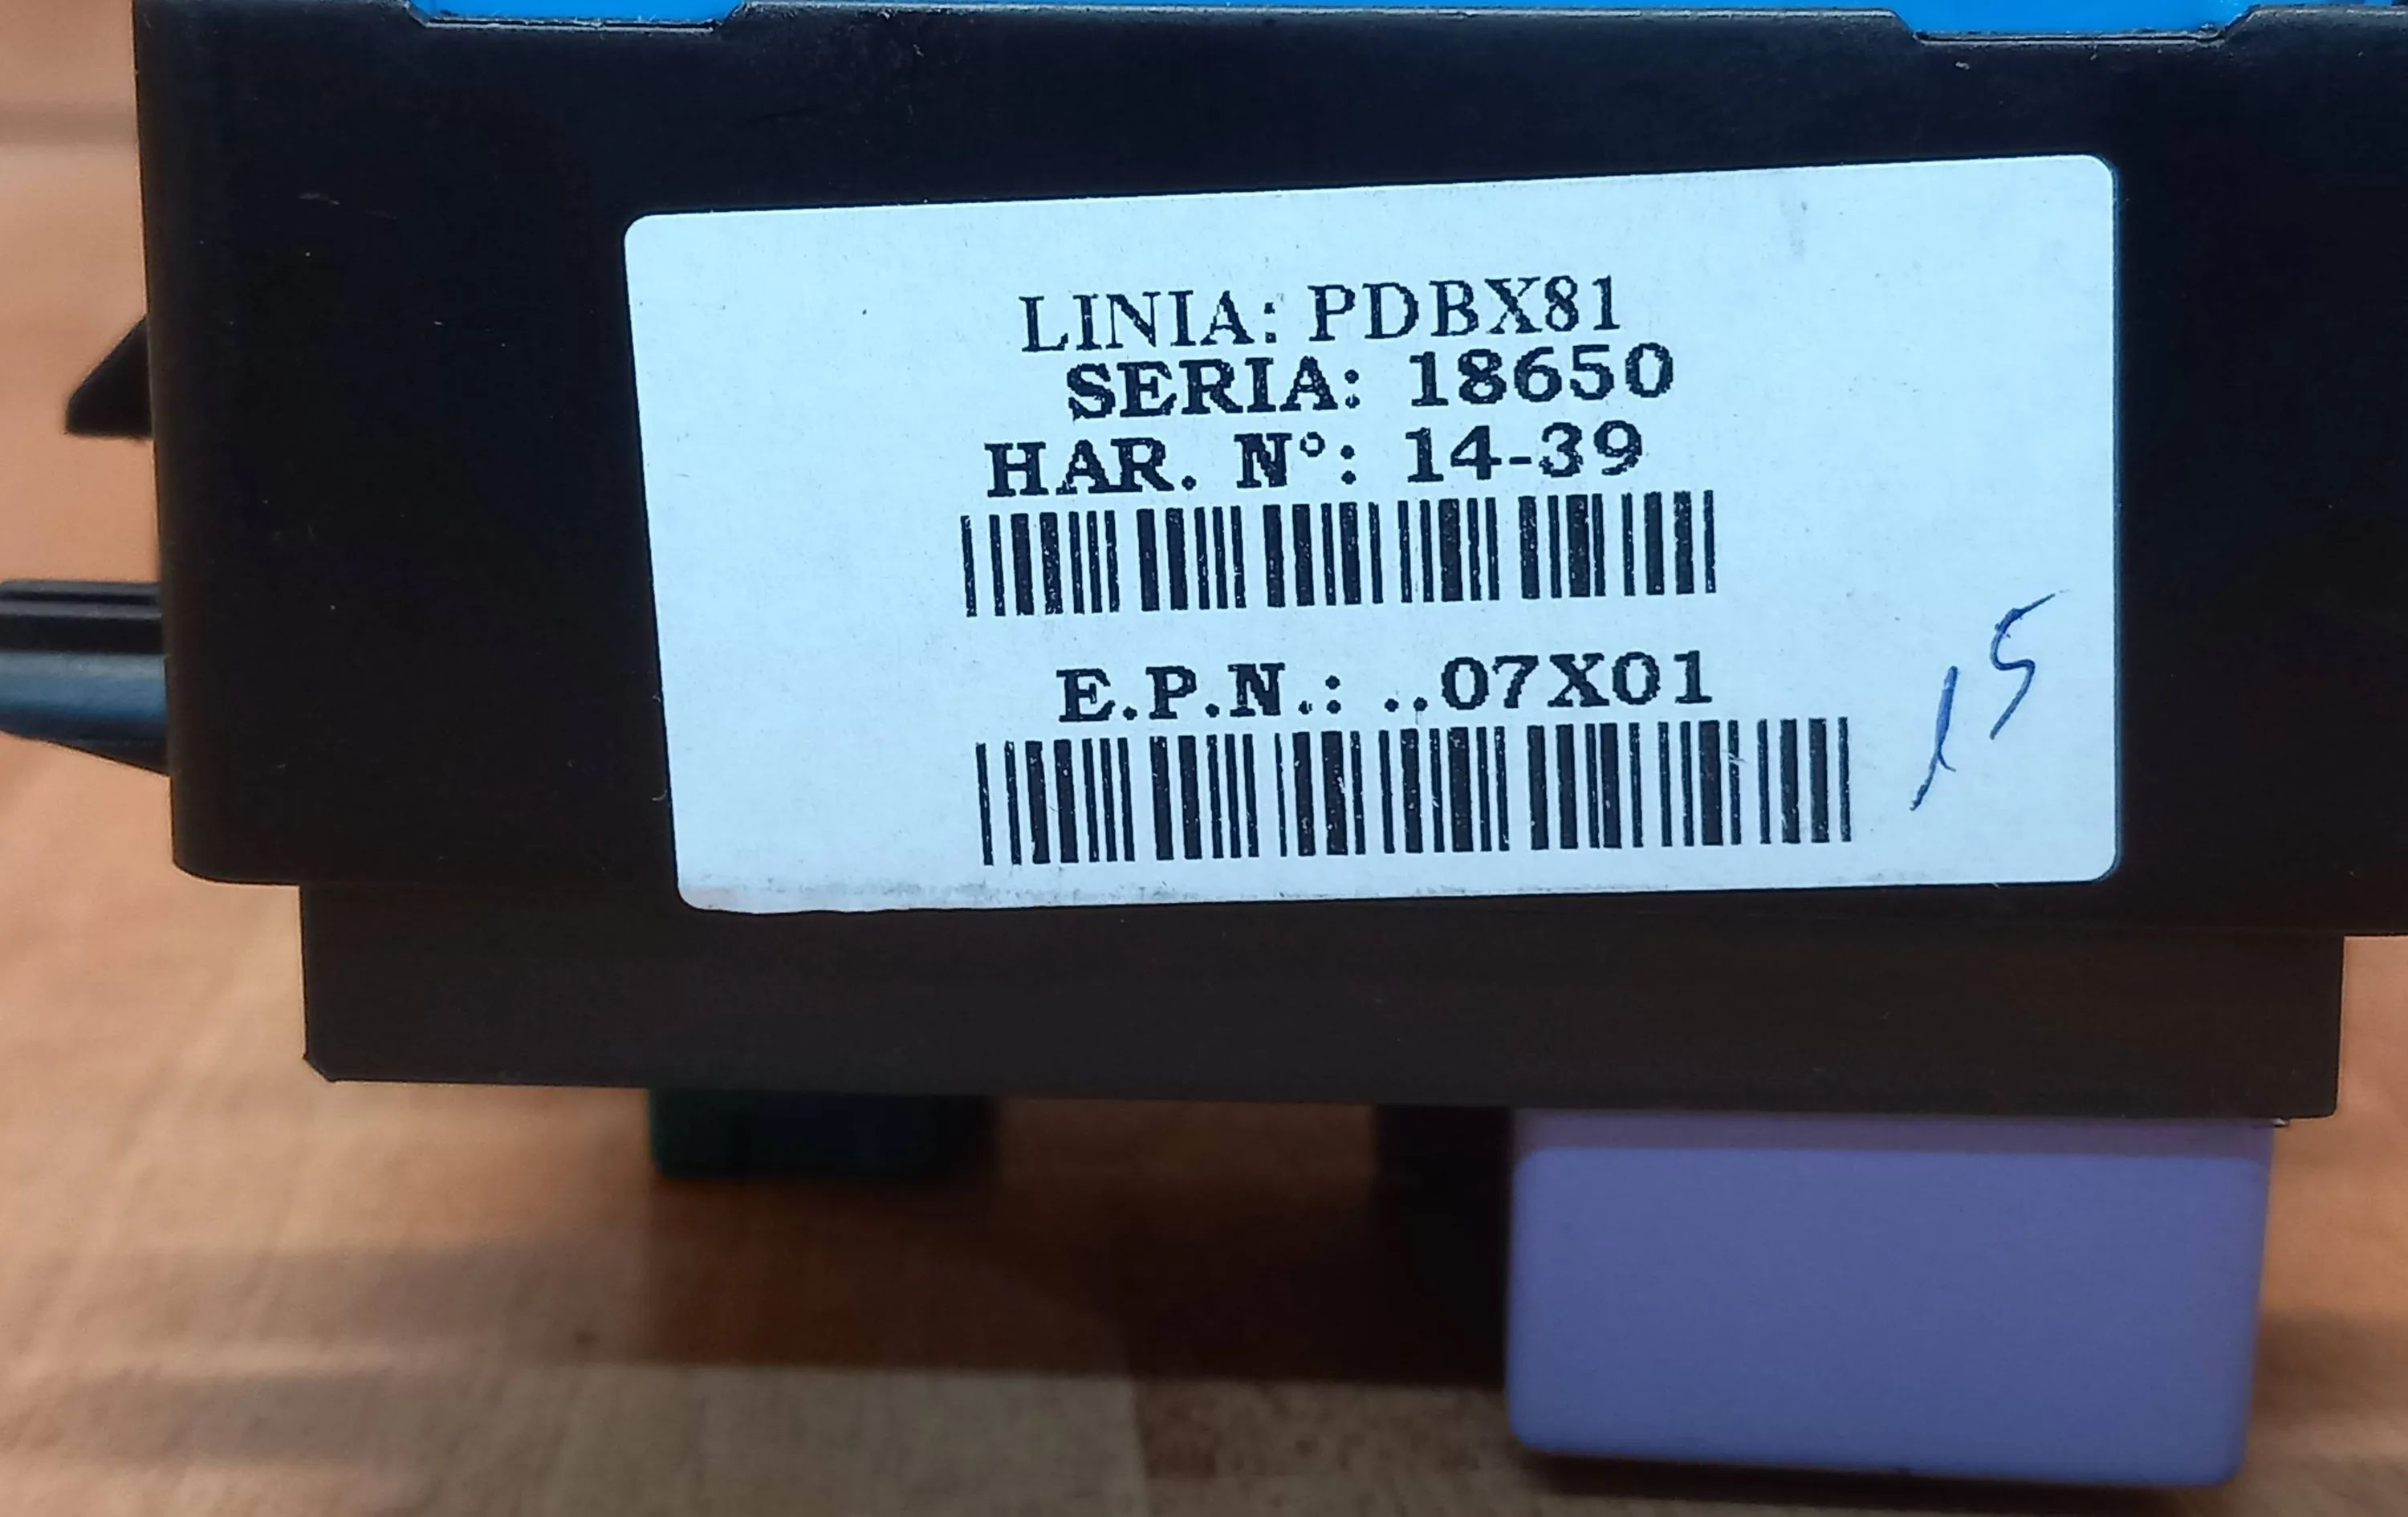 LINIA: PDBX81
SERIA: 18650
HAR. N°: 14-39
E.P.N.: ..07X01
15